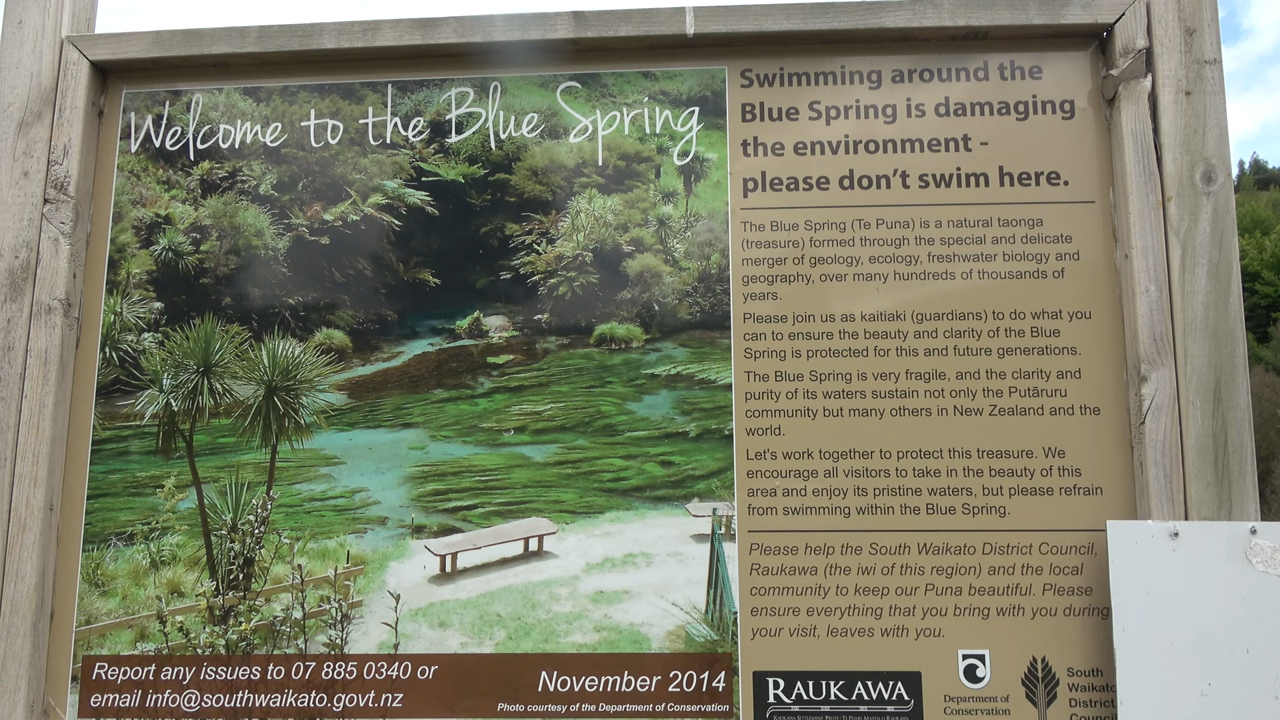 Welcome to the Blue Spring
Swimming around the
Blue Spring is damaging
the environment -
please don't swim here.
The Blue Spring (Te Puna) is a natural taonga
(treasure) formed through the special and delicate
merger of geology, ecology, freshwater biology and
geography, over many hundreds of thousands of
years.
Please join us as kaitiaki (guardians) to do what you
can to ensure the beauty and clarity of the Blue
Spring is protected for this and future generations.
The Blue Spring is very fragile, and the clarity and
purity of its waters sustain not only the Putāruru
community but many others in New Zealand and the
world.
Let's work together to protect this treasure. We
encourage all visitors to take in the beauty of this
area and enjoy its pristine waters, but please refrain
from swimming within the Blue Spring.
Please help the South Waikato District Council,
Raukawa (the iwi of this region) and the local
community to keep our Puna beautiful. Please
ensure everything that you bring with you during
your visit, leaves with you.
Report any issues to 07 885 0340 or
email info@southwaikato.govt.nz
November 2014
Photo courtesy of the Department of Conservation
RAUKAWA
Department of
Conservation
South
Waikato
District
Council